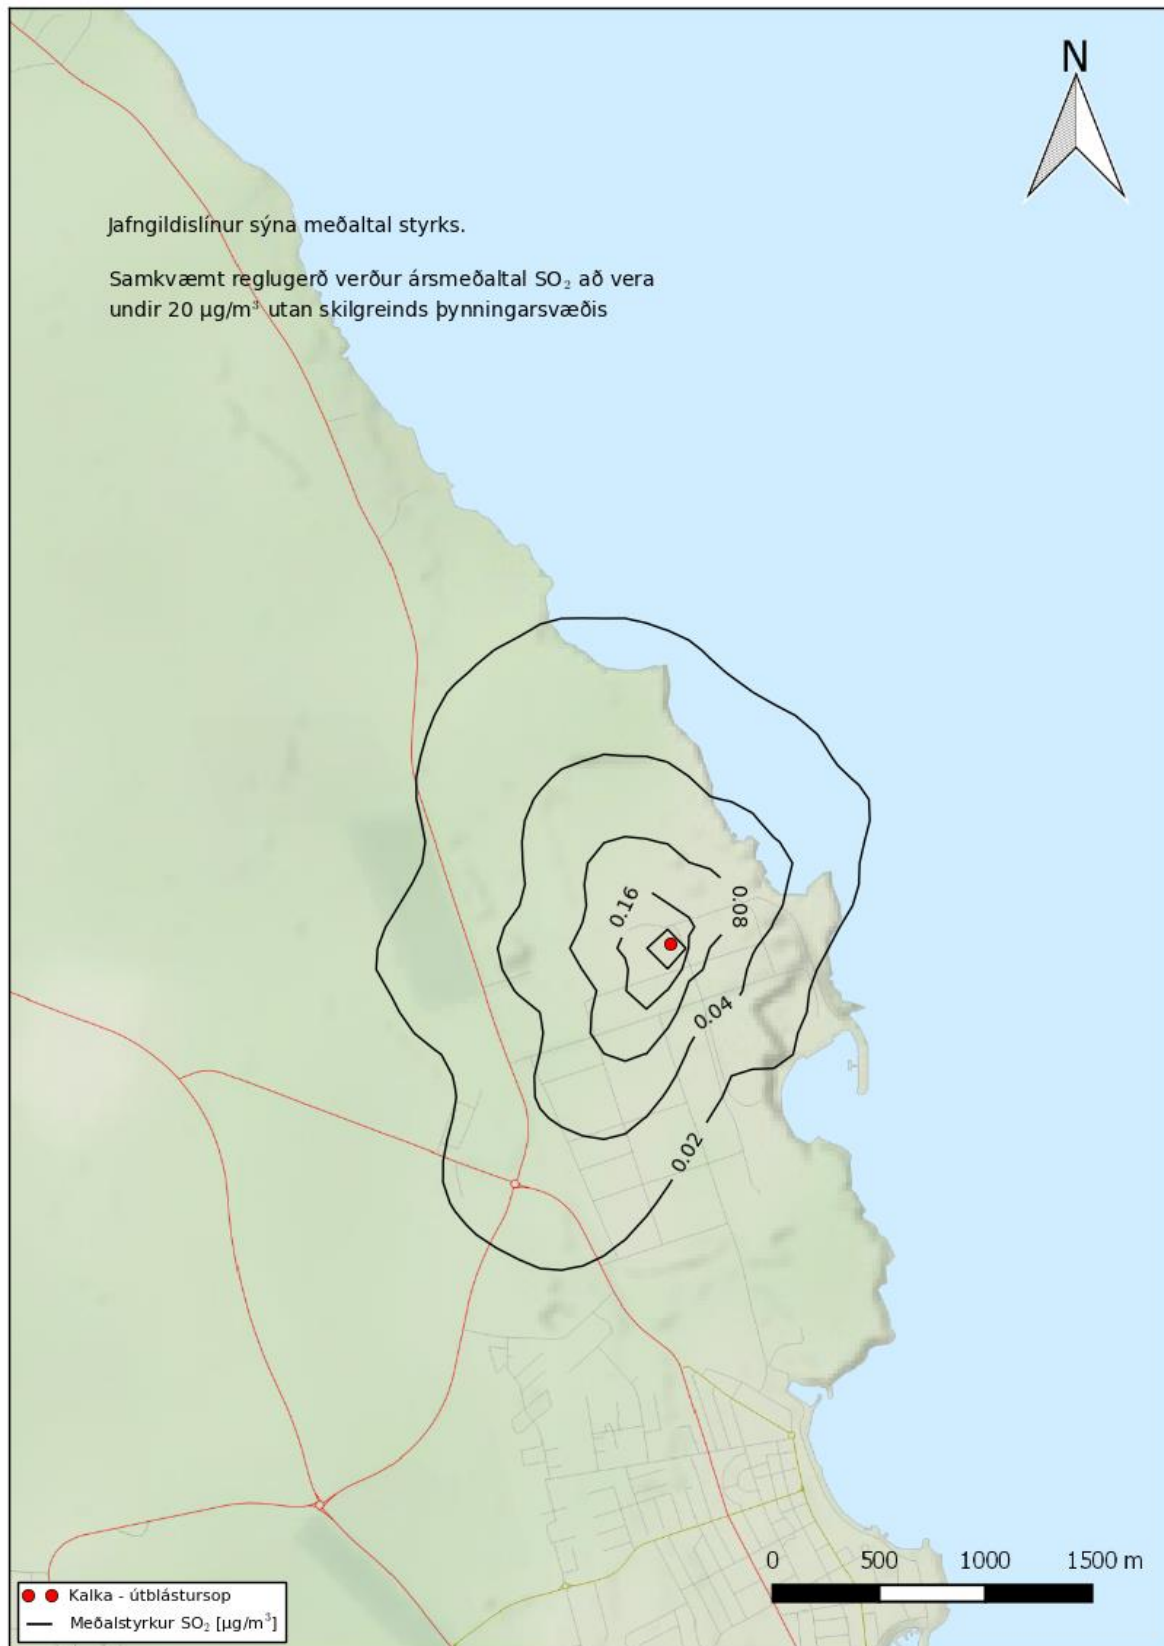 N
Jafngildislínur sýna meðaltal styrks.
Samkvæmt reglugerð verður ársmeðaltal SO₂ að vera
undir 20 µg/m³ utan skilgreinds þynningarsvæðis
0.16
0.08
0.04
0.02
0 500 1000 1500 m
Kalka - útblástursop
Meðalstyrkur SO₂ [µg/m³]